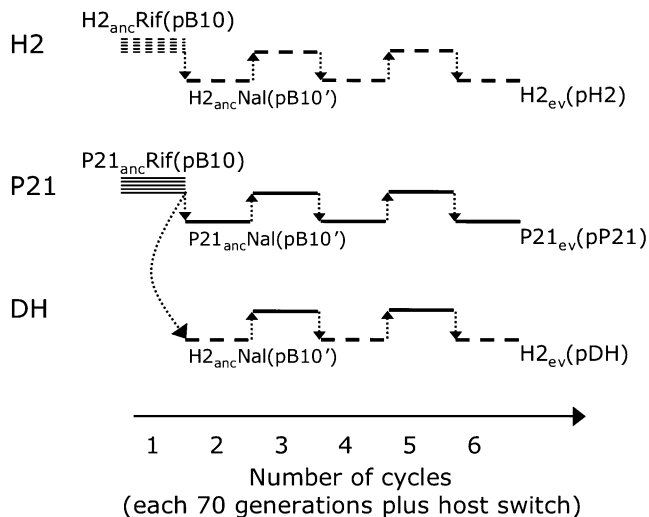 H2ancRif(pB10)
H2
H2ancNal(pB10′)
H2ev(pH2)
P21ancRif(pB10)
P21
P21ancNal(pB10′)
P21ev(pP21)
DH
H2ancNal(pB10′)
H2ev(pDH)
1 2 3 4 5 6
Number of cycles
(each 70 generations plus host switch)